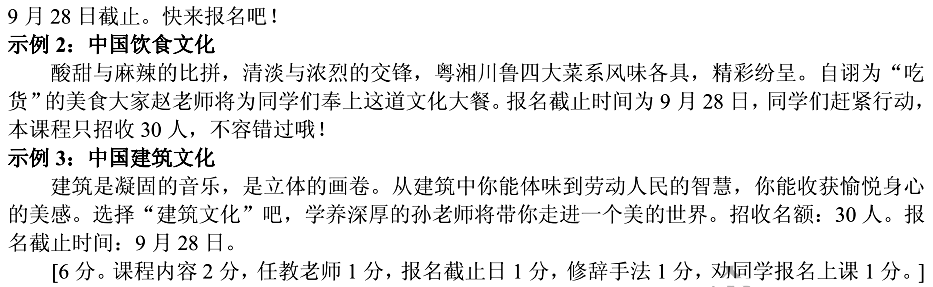 9 月 28 日截止。快来报名吧！
示例 2：中国饮食文化
酸甜与麻辣的比拼，清淡与浓烈的交锋，粤湘川鲁四大菜系风味各具，精彩纷呈。自诩为“吃
货”的美食大家赵老师将为同学们奉上这道文化大餐。报名截止时间为 9 月 28 日，同学们赶紧行动，
本课程只招收 30 人，不容错过哦！
示例 3：中国建筑文化
建筑是凝固的音乐，是立体的画卷。从建筑中你能体味到劳动人民的智慧，你能收获愉悦身心
的美感。选择“建筑文化”吧，学养深厚的孙老师将带你走进一个美的世界。招收名额：30 人。报
名截止时间：9 月 28 日。
[6 分。课程内容 2 分，任教老师 1 分，报名截止日 1 分，修辞手法 1 分，劝同学报名上课 1 分。]